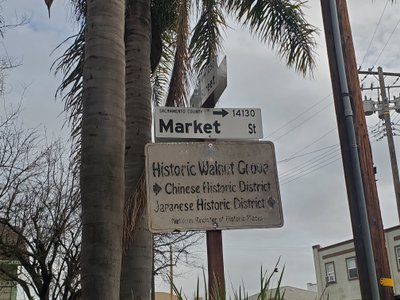 SACRAMENTO COUNTY
14130
Market St
Historic Walnut Grove
Chinese Historic District
Japanese Historic District
National Register of Historic Places